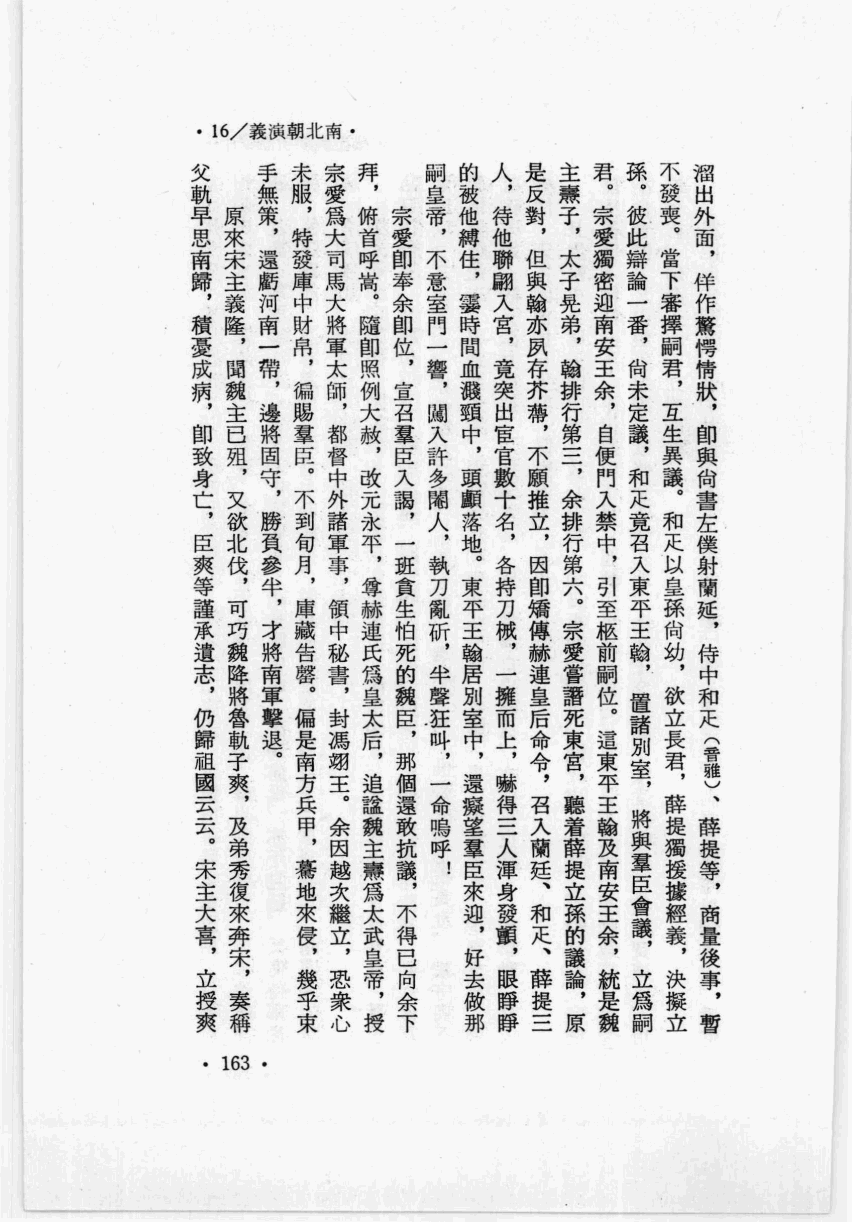 ·南北朝演義／16·
溜出外面，佯作驚愕情狀，卽與尙書左僕射蘭延，侍中和疋（音雅）、薛提等，商量後事，暫
不發喪。當下審擇嗣君，互生異議。和疋以皇孫尙幼，欲立長君，薛提獨援據經義，決擬立
孫。彼此辯論一番，尙未定議，和疋竟召入東平王翰，置諸別室，將與羣臣會議，立爲嗣
君。宗愛獨密迎南安王余，自便門入禁中，引至柩前嗣位。這東平王翰及南安王余，統是魏
主燾子，太子晃弟，翰排行第三，余排行第六。宗愛嘗譖死東宮，聽着薛提立孫的議論，原
是反對，但與翰亦夙存芥蔕，不願推立，因卽矯傳赫連皇后命令，召入蘭廷、和疋、薛提三
人，待他聯翩入宮，竟突出宦官數十名，各持刀械，一擁而上，嚇得三人渾身發顫，眼睜睜
的被他縛住，霎時間血濺頸中，頭顱落地。東平王翰居別室中，還癡望羣臣來迎，好去做那
嗣皇帝，不意室門一響，闖入許多閹人，執刀亂斫，半聲狂叫，一命嗚呼！
宗愛卽奉余卽位，宣召羣臣入謁，一班貪生怕死的魏臣，那個還敢抗議，不得已向余下
拜，俯首呼嵩。隨卽照例大赦，改元永平，尊赫連氏爲皇太后，追諡魏主燾爲太武皇帝，授
宗愛爲大司馬大將軍太師，都督中外諸軍事，領中秘書，封馮翊王。余因越次繼立，恐衆心
未服，特發庫中財帛，徧賜羣臣。不到旬月，庫藏告罄。偏是南方兵甲，驀地來侵，幾乎束
手無策，還虧河南一帶，邊將固守，勝負參半，才將南軍擊退。
原來宋主義隆，聞魏主已殂，又欲北伐，可巧魏降將魯軌子爽，及弟秀復來奔宋，奏稱
父軌早思南歸，積憂成病，卽致身亡，臣爽等謹承遺志，仍歸祖國云云。宋主大喜，立授爽
·163·